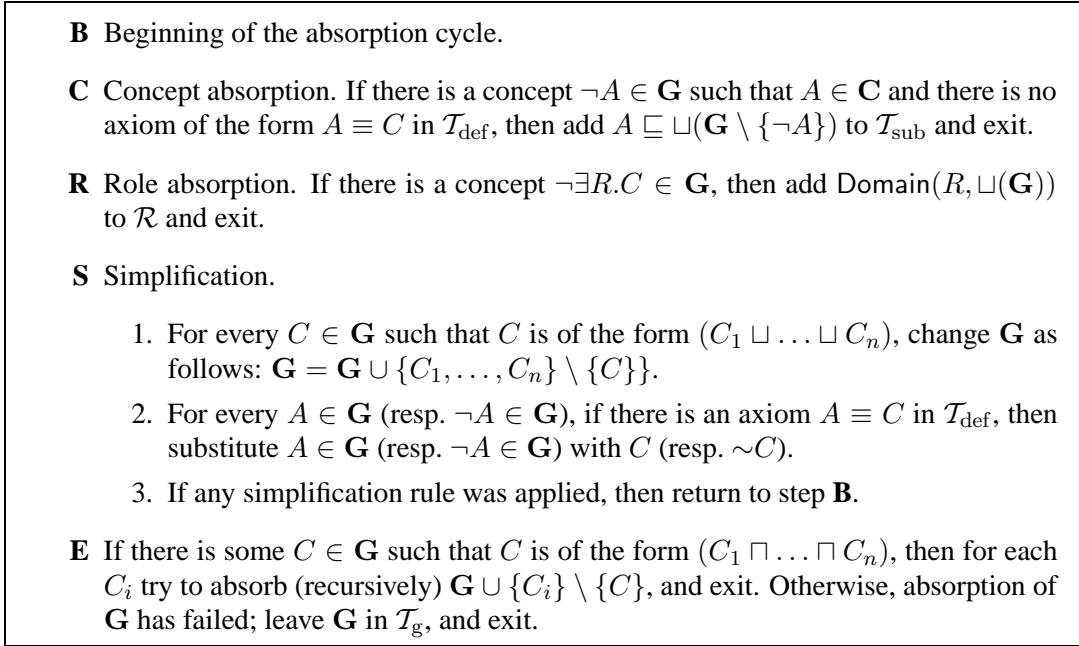 B Beginning of the absorption cycle.
C Concept absorption. If there is a concept ¬A ∈ G such that A ∈ C and there is no
axiom of the form A ≡ C in 𝒯def, then add A ⊑ ⊔(G \ {¬A}) to 𝒯sub and exit.
R Role absorption. If there is a concept ¬∃R.C ∈ G, then add Domain(R, ⊔(G))
to ℛ and exit.
S Simplification.
1. For every C ∈ G such that C is of the form (C1 ⊔ … ⊔ Cn), change G as
follows: G = G ∪ {C1, …, Cn} \ {C}}.
2. For every A ∈ G (resp. ¬A ∈ G), if there is an axiom A ≡ C in 𝒯def, then
substitute A ∈ G (resp. ¬A ∈ G) with C (resp. ∼C).
3. If any simplification rule was applied, then return to step B.
E If there is some C ∈ G such that C is of the form (C1 ⊓ … ⊓ Cn), then for each
Ci try to absorb (recursively) G ∪ {Ci} \ {C}, and exit. Otherwise, absorption of
G has failed; leave G in 𝒯g, and exit.